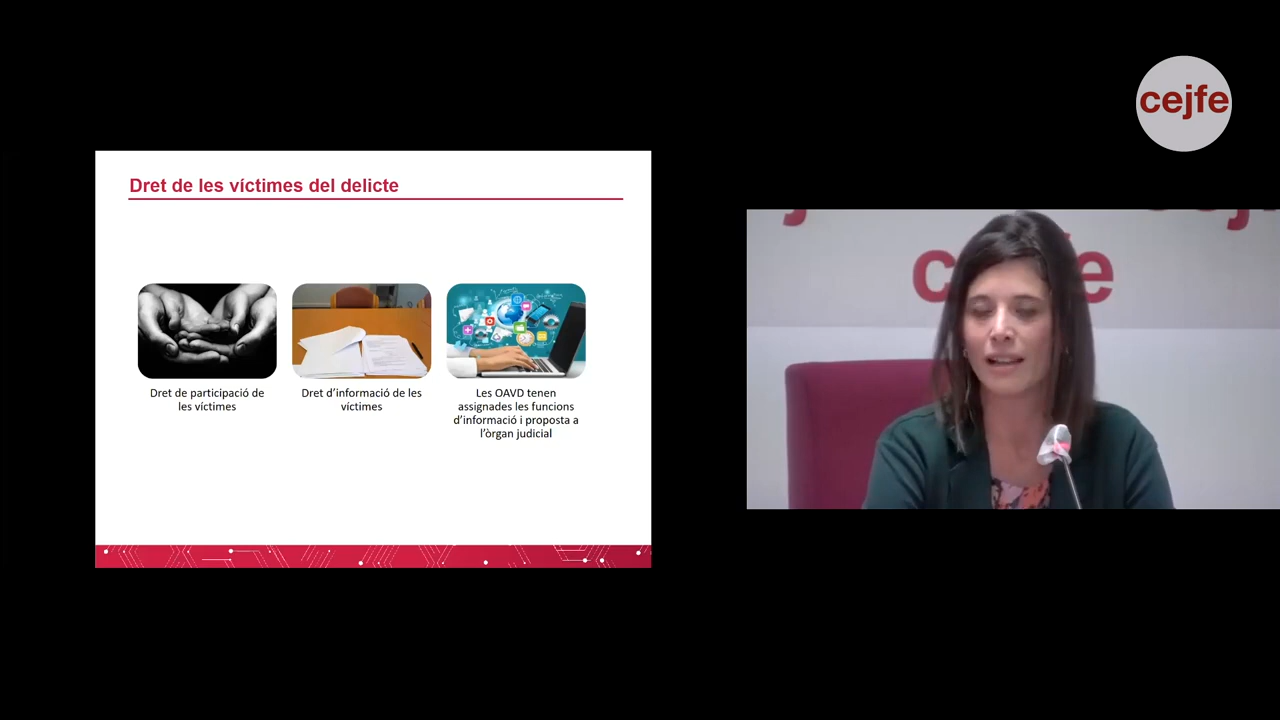 cejfe
Dret de les víctimes del delicte
Dret de participació de
les víctimes
Dret d'informació de les
víctimes
Les OAVD tenen
assignades les funcions
d'informació i proposta a
l'òrgan judicial